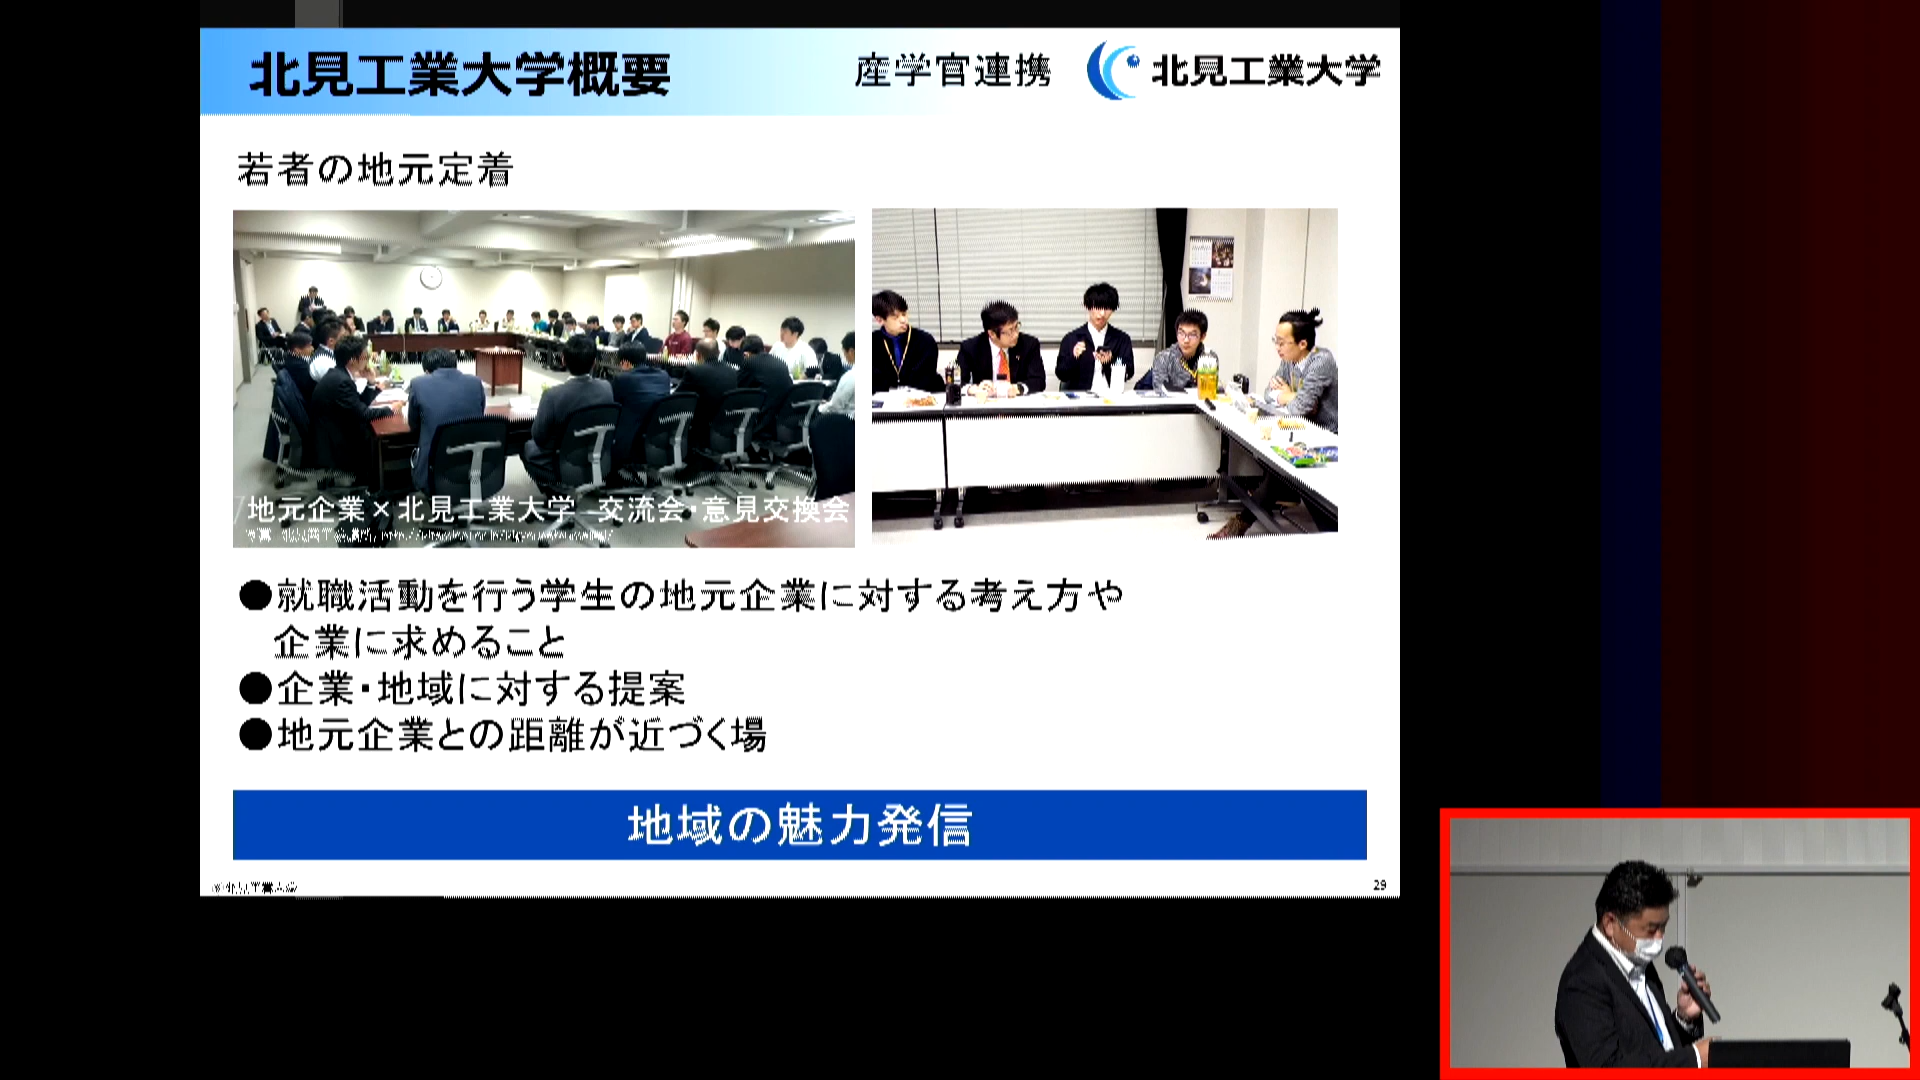 北見工業大学概要
産学官連携
北見工業大学
若者の地元定着
地元企業×北見工業大学 交流会・意見交換会
●就職活動を行う学生の地元企業に対する考え方や
企業に求めること
●企業・地域に対する提案
●地元企業との距離が近づく場
地域の魅力発信
29